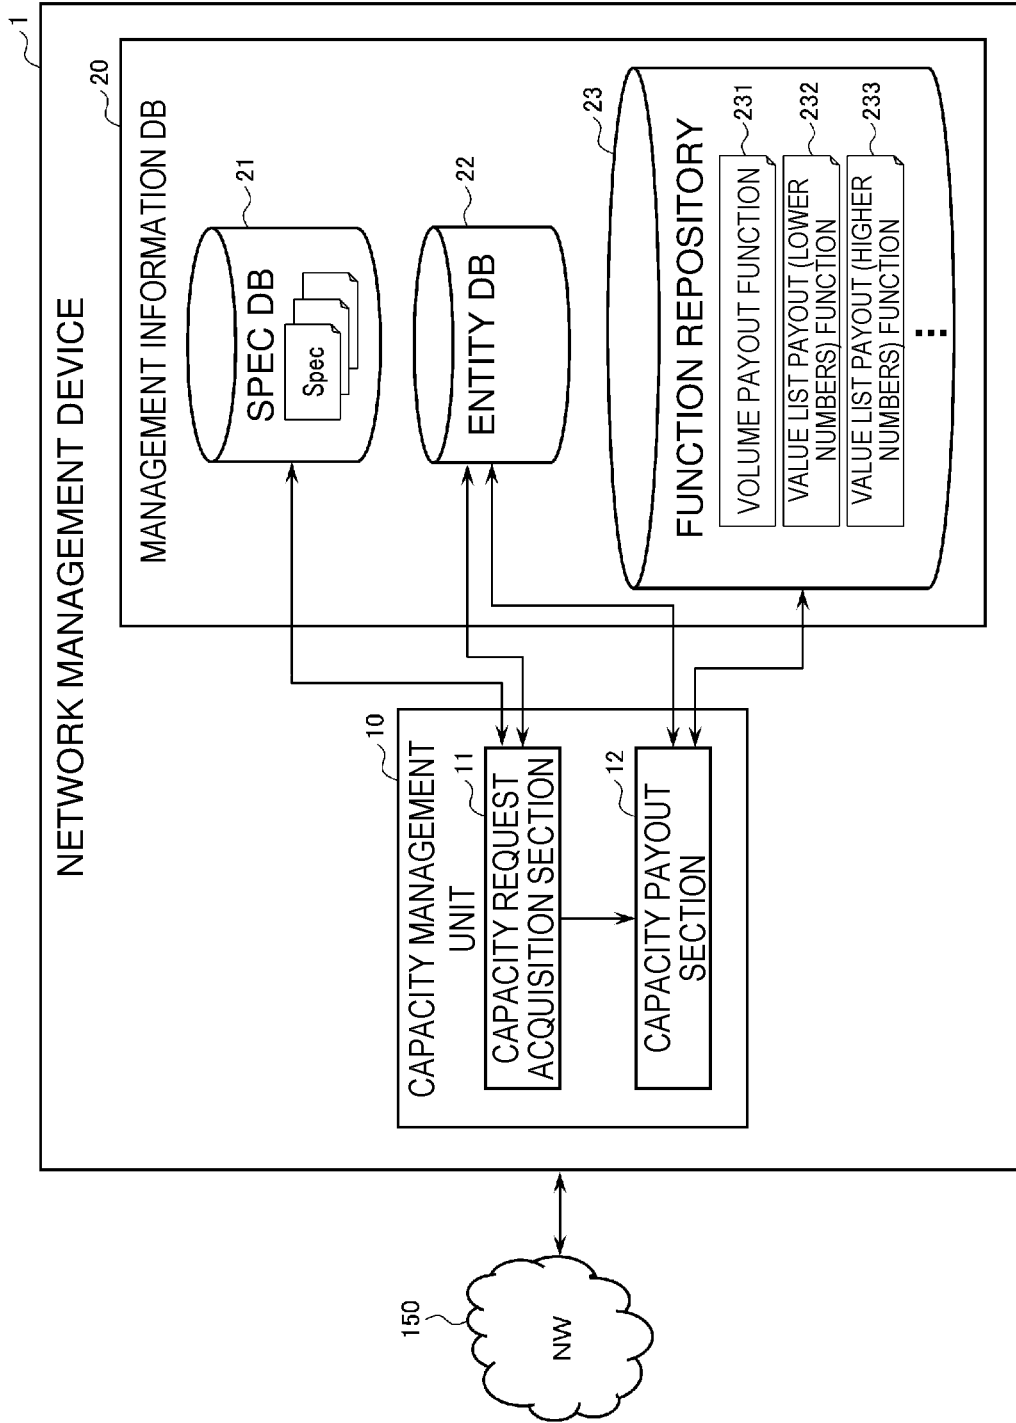 1
NETWORK MANAGEMENT DEVICE
150
NW
10
CAPACITY MANAGEMENT
UNIT
11
CAPACITY REQUEST
ACQUISITION SECTION
12
CAPACITY PAYOUT
SECTION
20
MANAGEMENT INFORMATION DB
21
SPEC DB
Spec
22
ENTITY DB
23
FUNCTION REPOSITORY
VOLUME PAYOUT FUNCTION
231
VALUE LIST PAYOUT (LOWER
NUMBERS) FUNCTION
232
VALUE LIST PAYOUT (HIGHER
NUMBERS) FUNCTION
233